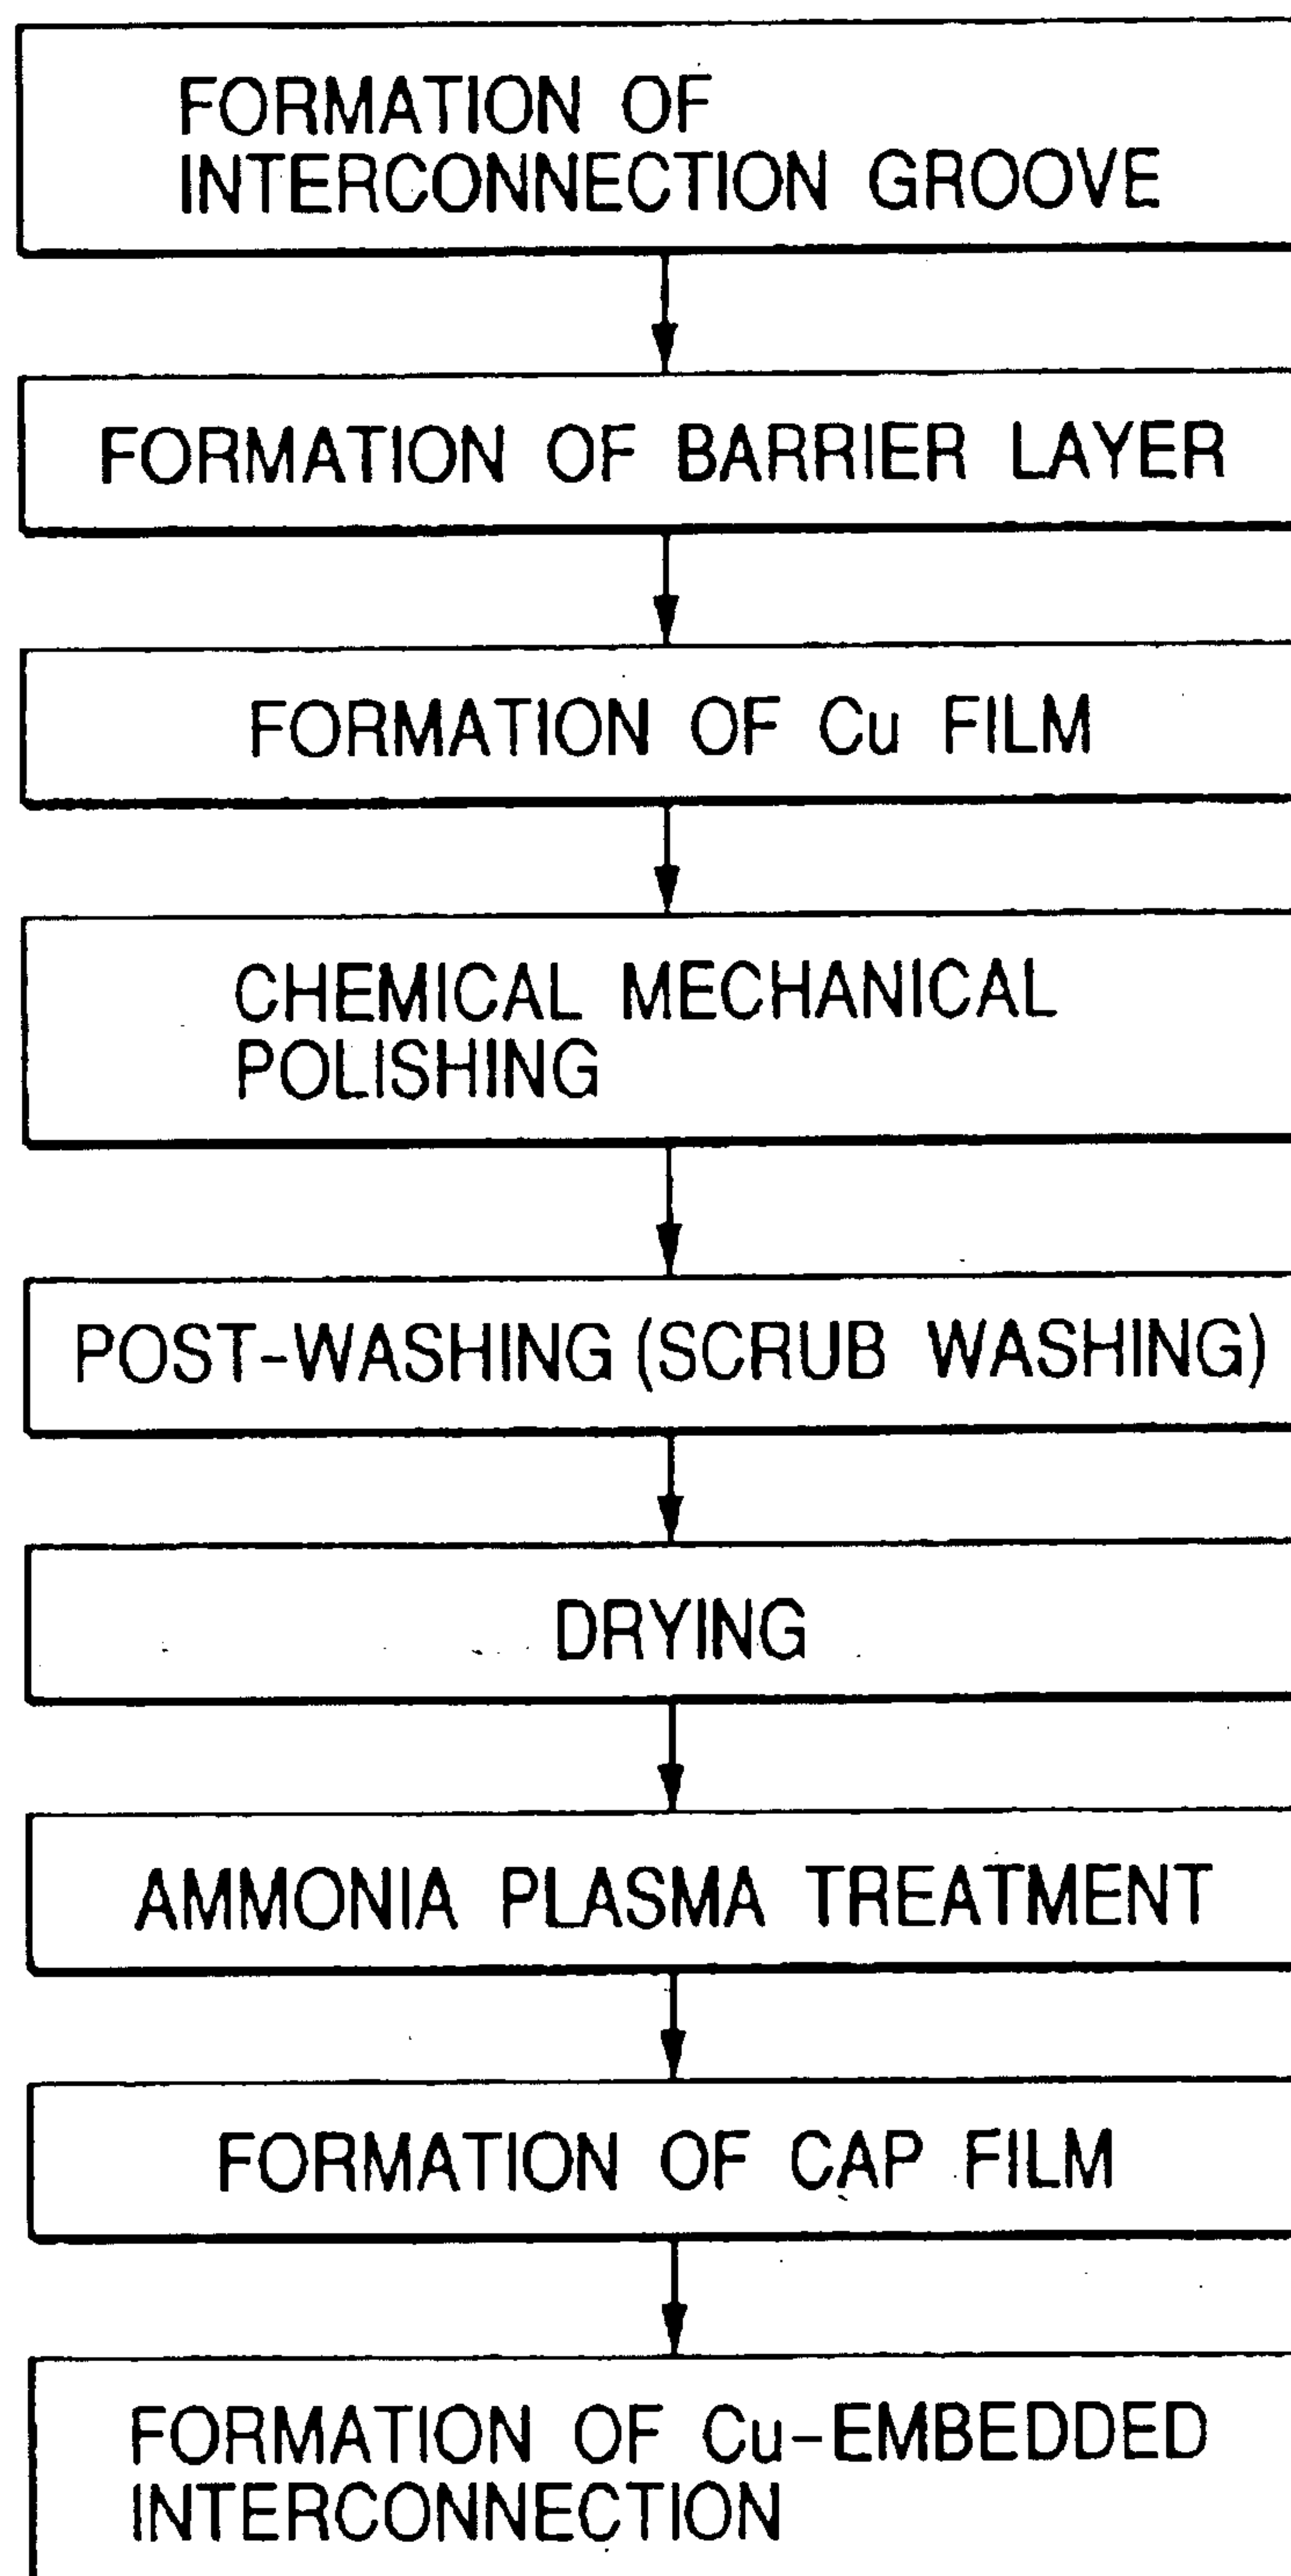 FORMATION OF
INTERCONNECTION GROOVE
FORMATION OF BARRIER LAYER
FORMATION OF Cu FILM
CHEMICAL MECHANICAL
POLISHING
POST-WASHING (SCRUB WASHING)
DRYING
AMMONIA PLASMA TREATMENT
FORMATION OF CAP FILM
FORMATION OF Cu-EMBEDDED
INTERCONNECTION